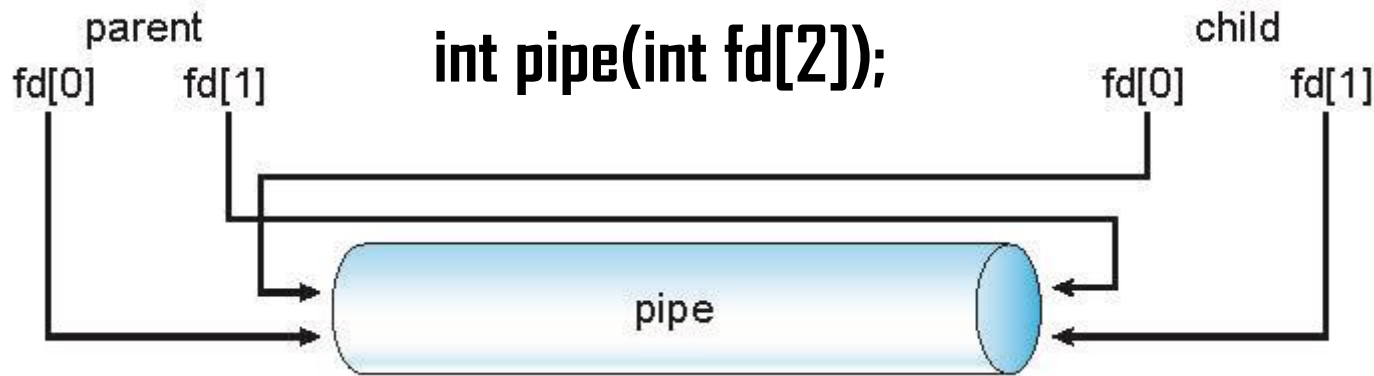 parent
int pipe(int fd[2]);
child
fd[0] fd[1]
fd[0] fd[1]
pipe